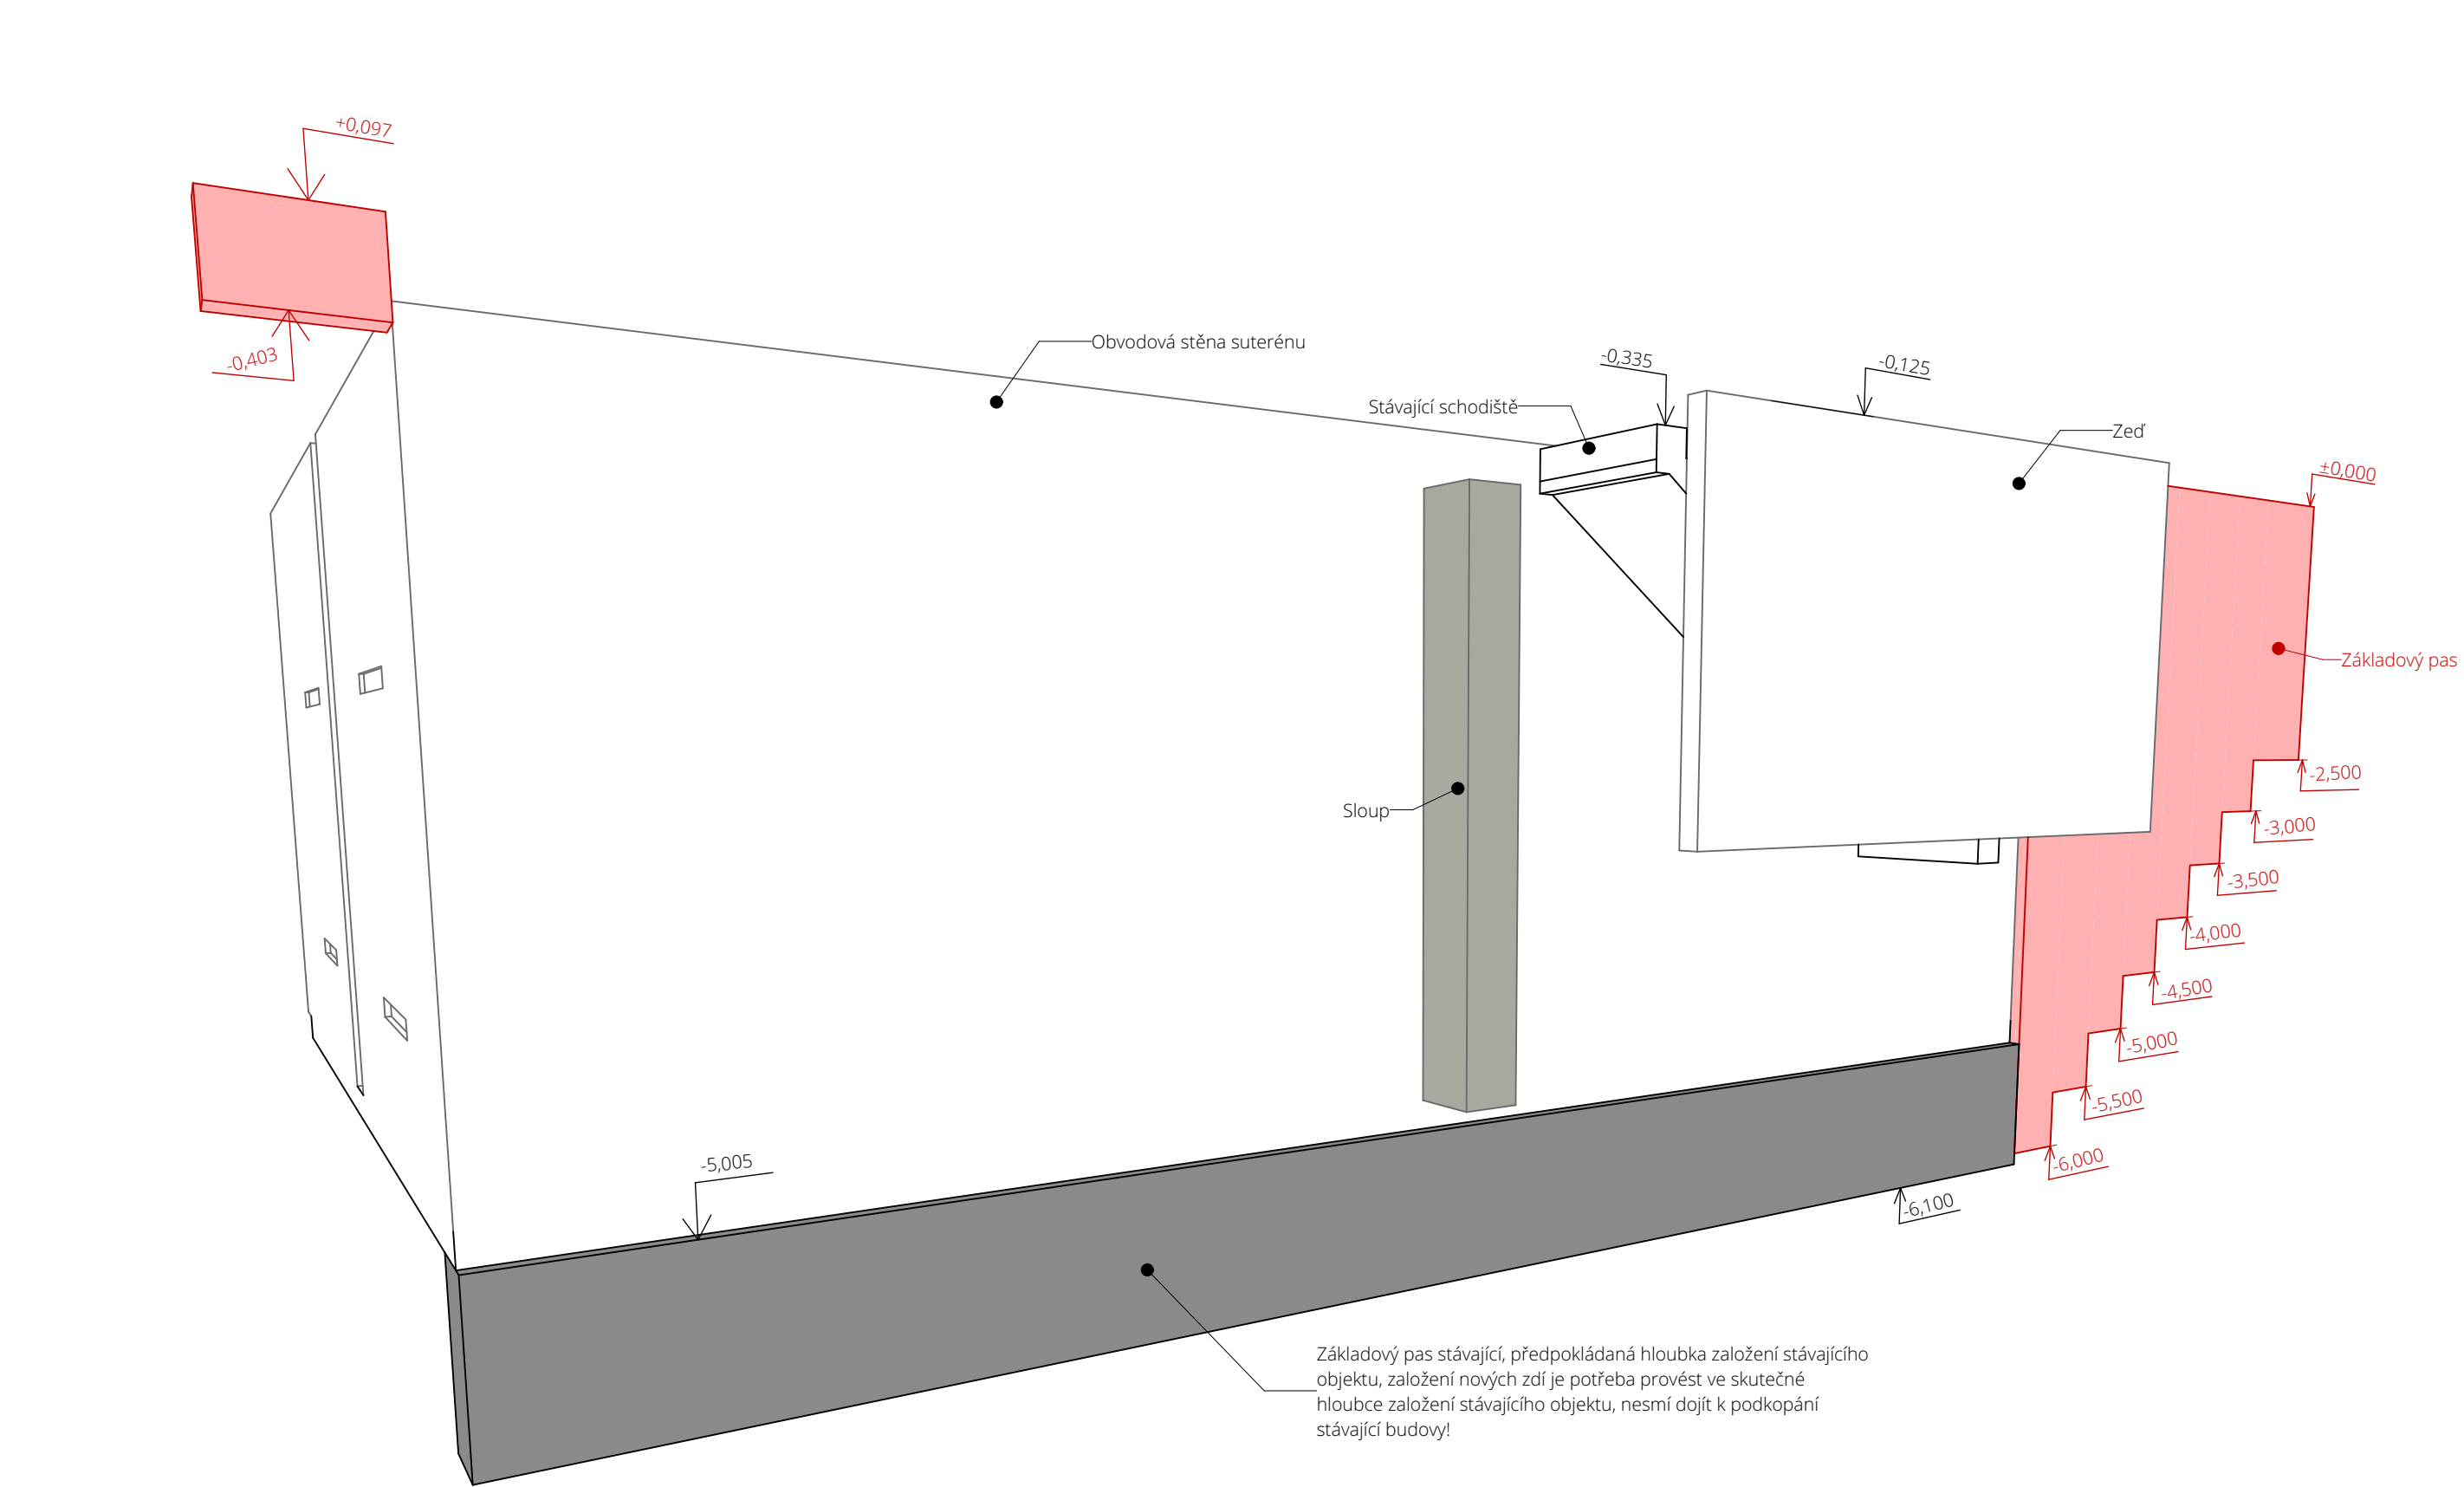 +0,097
-0,403
Obvodová stěna suterénu
-0,335
-0,125
Stávající schodiště
Zeď
±0,000
Základový pas
-2,500
Sloup
-3,000
-3,500
-4,000
-4,500
-5,000
-5,500
-6,000
-5,005
-6,100
Základový pas stávající, předpokládaná hloubka založení stávajícího
objektu, založení nových zdí je potřeba provést ve skutečné
hloubce založení stávajícího objektu, nesmí dojít k podkopání
stávající budovy!